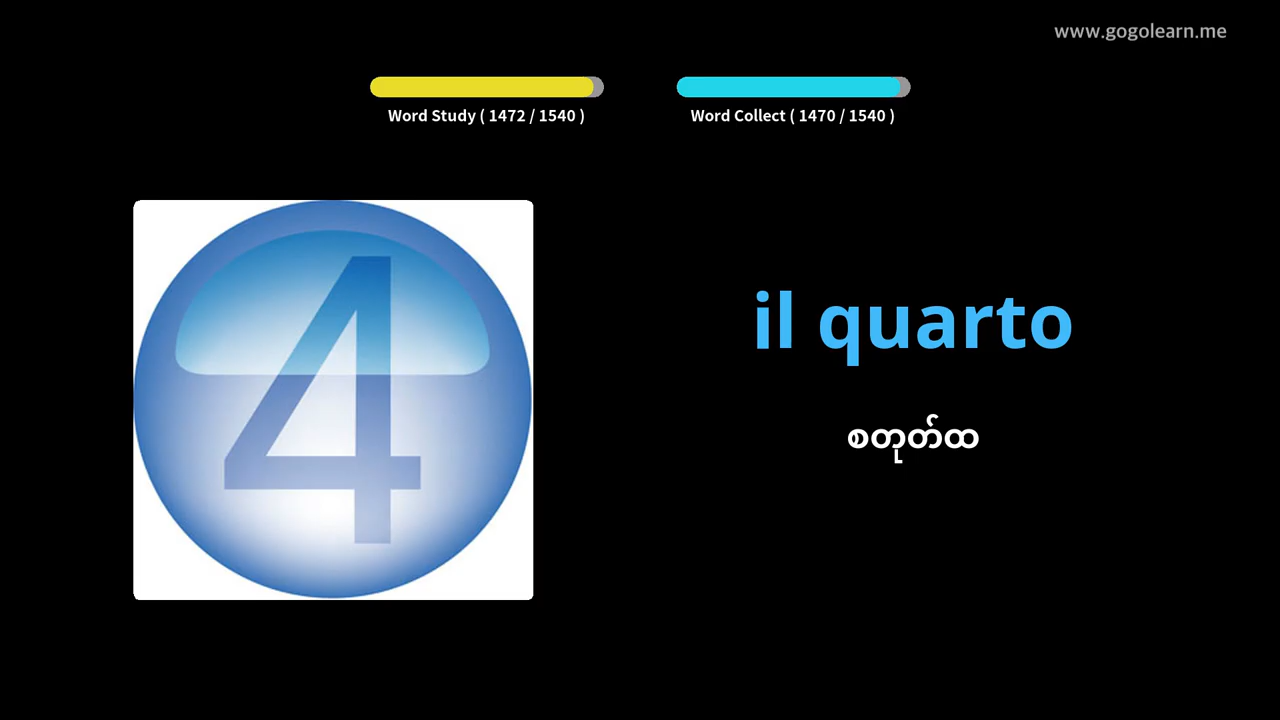 www.gogolearn.me
Word Study ( 1472 / 1540 )
Word Collect ( 1470 / 1540 )
4
il quarto
စတုတ်ထ